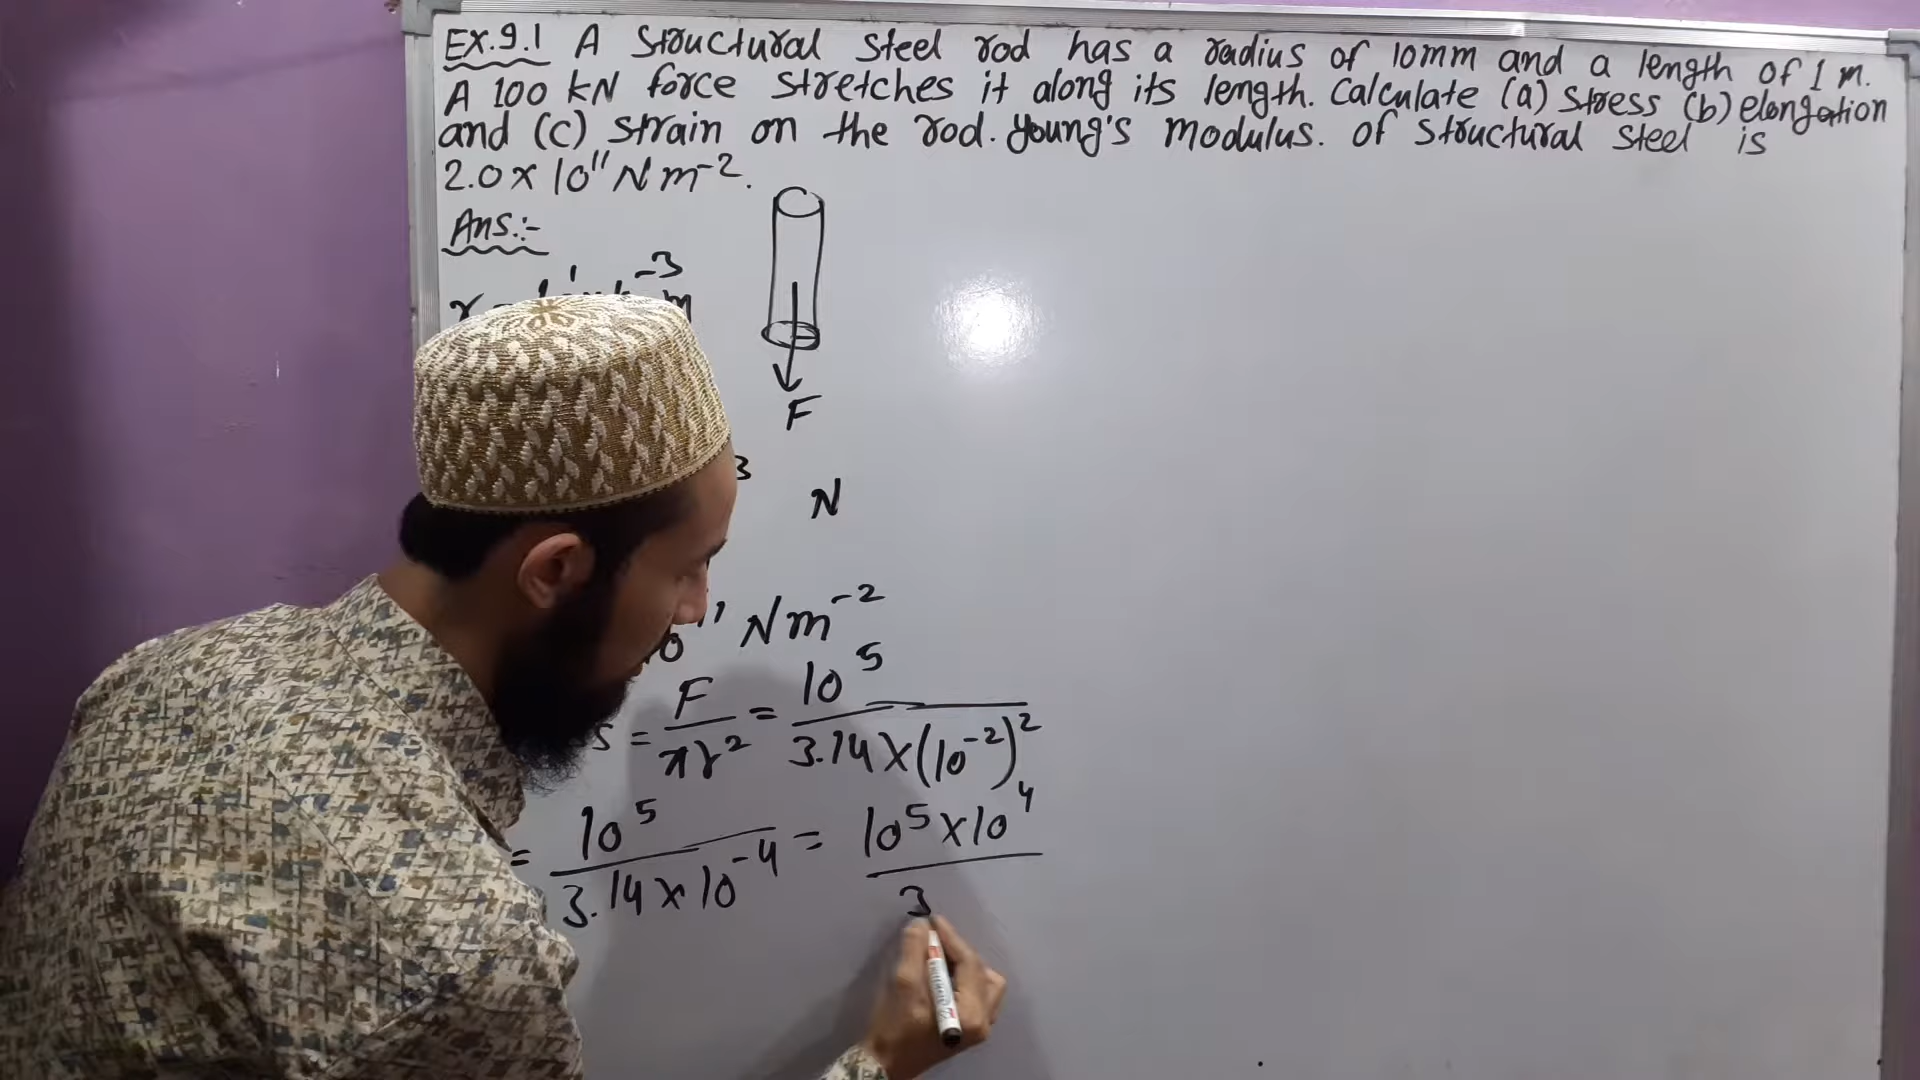 Ex.9.1 A Structural Steel rod has a radius of 10mm and a length of 1 m.
A 100 kN force stretches it along its length. Calculate (a) Stress (b) elongation
and (c) strain on the rod. Young's Modulus. of Structural Steel is
2.0 x 10¹¹ N m⁻².
Ans.:-
-3
m
F
3
N
N m⁻²
s = F/πr² = 10⁵/3.14 x (10⁻²)²
= 10⁵/3.14 x 10⁻⁴ = 10⁵ x 10⁴/3